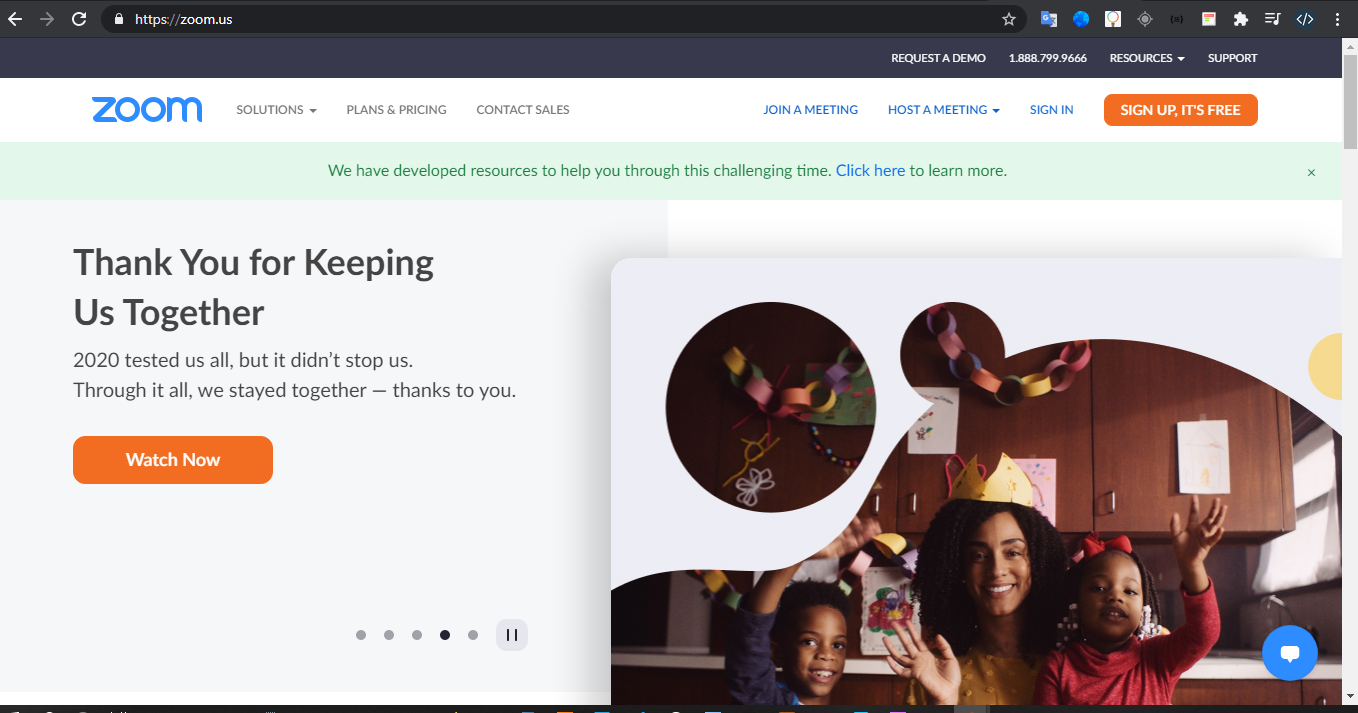 https://zoom.us
REQUEST A DEMO 1.888.799.9666 RESOURCES SUPPORT
zoom SOLUTIONS PLANS & PRICING CONTACT SALES JOIN A MEETING HOST A MEETING SIGN IN SIGN UP, IT'S FREE
We have developed resources to help you through this challenging time. Click here to learn more. ×
Thank You for Keeping
Us Together
2020 tested us all, but it didn’t stop us.
Through it all, we stayed together — thanks to you.
Watch Now